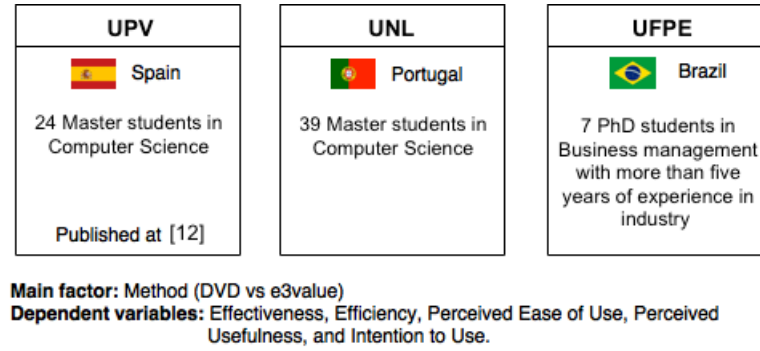 UPV
Spain
24 Master students in
Computer Science
Published at [12]
UNL
Portugal
39 Master students in
Computer Science
UFPE
Brazil
7 PhD students in
Business management
with more than five
years of experience in
industry
Main factor: Method (DVD vs e3value)
Dependent variables: Effectiveness, Efficiency, Perceived Ease of Use, Perceived
Usefulness, and Intention to Use.